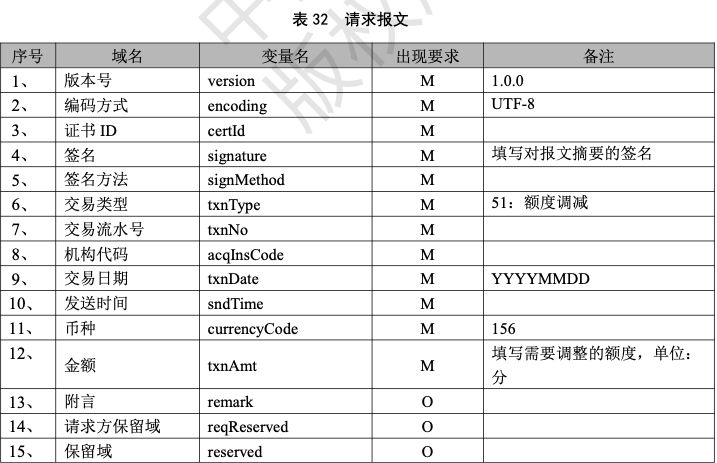 表 32 请求报文
序号 域名 变量名 出现要求 备注
1、 版本号 version M 1.0.0
2、 编码方式 encoding M UTF-8
3、 证书 ID certId M
4、 签名 signature M 填写对报文摘要的签名
5、 签名方法 signMethod M
6、 交易类型 txnType M 51：额度调减
7、 交易流水号 txnNo M
8、 机构代码 acqInsCode M
9、 交易日期 txnDate M YYYYMMDD
10、 发送时间 sndTime M
11、 币种 currencyCode M 156
12、 金额 txnAmt M 填写需要调整的额度，单位：
分
13、 附言 remark O
14、 请求方保留域 reqReserved O
15、 保留域 reserved O
版权